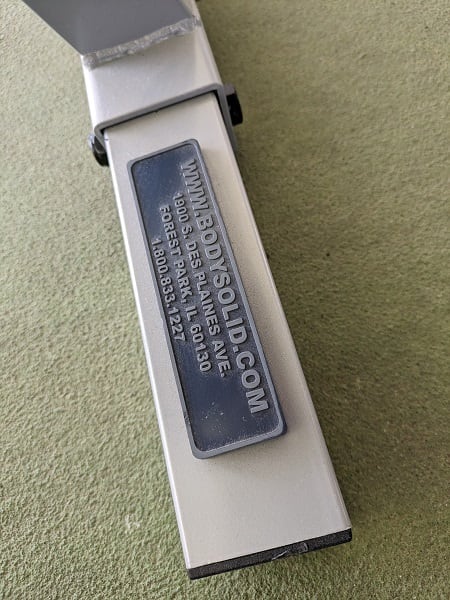 WWW.BODYSOLID.COM
1900 S. DES PLAINES AVE.
FOREST PARK, IL 60130
1.800.833.1227